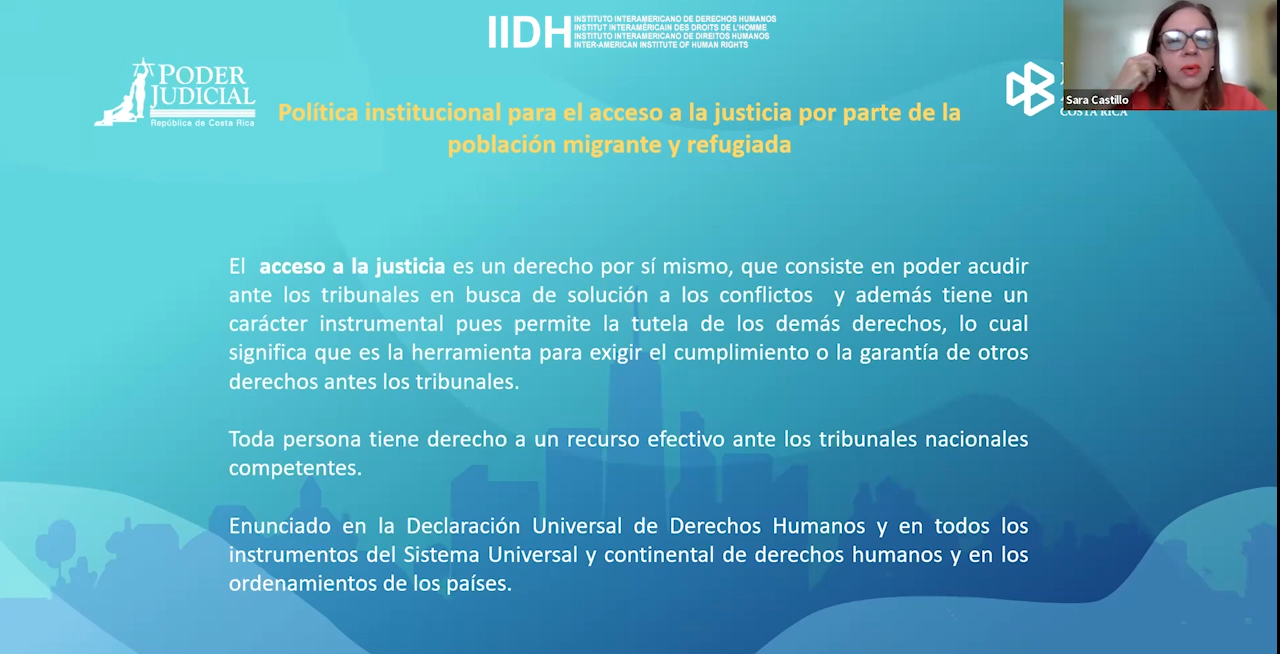 IIDH
INSTITUTO INTERAMERICANO DE DERECHOS HUMANOS
INSTITUT INTERAMÉRICAIN DES DROITS DE L'HOMME
INSTITUTO INTERAMERICANO DE DIREITOS HUMANOS
INTER-AMERICAN INSTITUTE OF HUMAN RIGHTS
PODER
JUDICIAL
República de Costa Rica
Sara Castillo
COSTA RICA
Política institucional para el acceso a la justicia por parte de la
población migrante y refugiada
El acceso a la justicia es un derecho por sí mismo, que consiste en poder acudir
ante los tribunales en busca de solución a los conflictos y además tiene un
carácter instrumental pues permite la tutela de los demás derechos, lo cual
significa que es la herramienta para exigir el cumplimiento o la garantía de otros
derechos antes los tribunales.
Toda persona tiene derecho a un recurso efectivo ante los tribunales nacionales
competentes.
Enunciado en la Declaración Universal de Derechos Humanos y en todos los
instrumentos del Sistema Universal y continental de derechos humanos y en los
ordenamientos de los países.